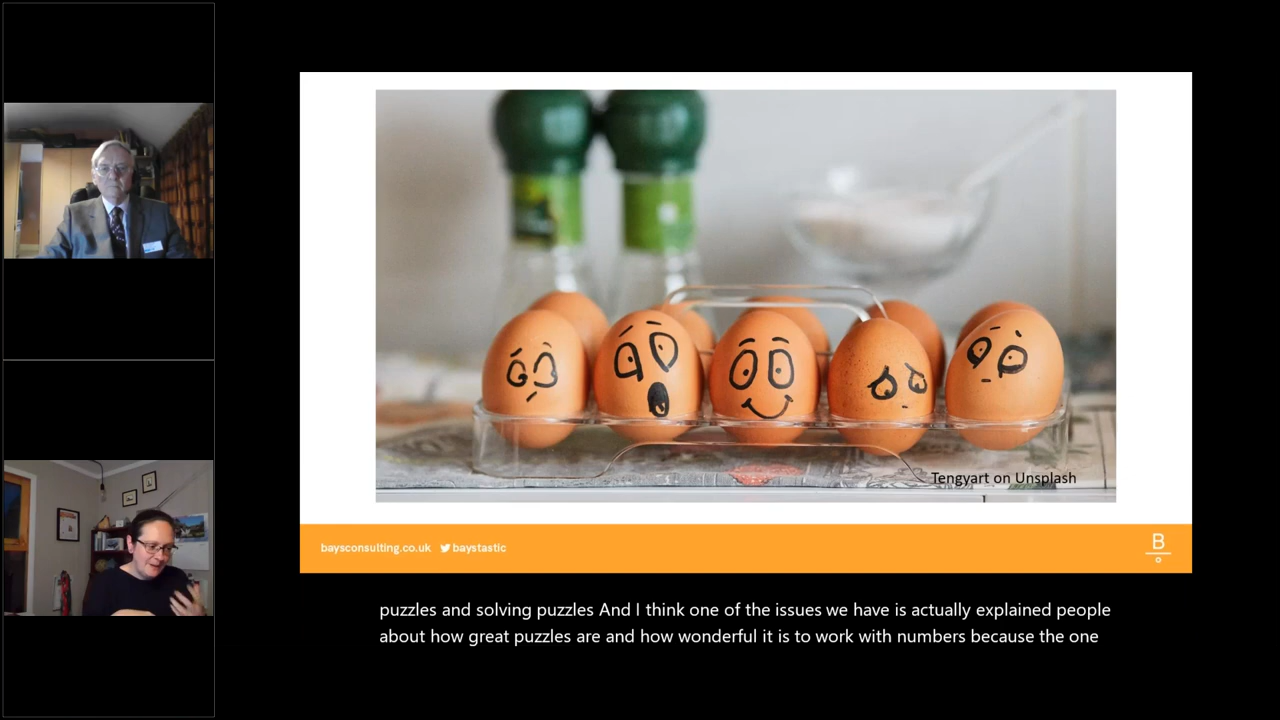 Tengyart on Unsplash
baysconsulting.co.uk baystastic
B
puzzles and solving puzzles And I think one of the issues we have is actually explained people
about how great puzzles are and how wonderful it is to work with numbers because the one